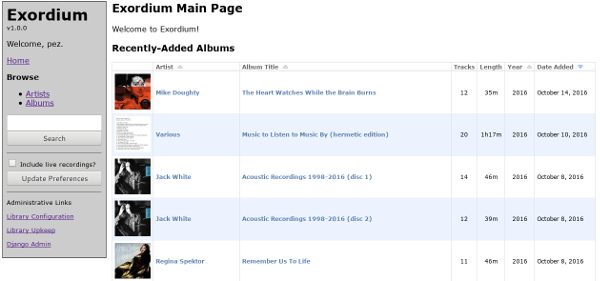 Exordium
v1.0.0
Welcome, pez.
Home
Browse
Artists
Albums
Search
Include live recordings?
Update Preferences
Administrative Links
Library Configuration
Library Upkeep
Django Admin
Exordium Main Page
Welcome to Exordium!
Recently-Added Albums
Artist Album Title Tracks Length Year Date Added
Mike Doughty The Heart Watches While the Brain Burns 12 35m 2016 October 14, 2016
Various Music to Listen to Music By (hermetic edition) 20 1h17m 2016 October 10, 2016
Jack White Acoustic Recordings 1998-2016 (disc 1) 14 46m 2016 October 8, 2016
Jack White Acoustic Recordings 1998-2016 (disc 2) 12 39m 2016 October 8, 2016
Regina Spektor Remember Us To Life 11 46m 2016 October 8, 2016